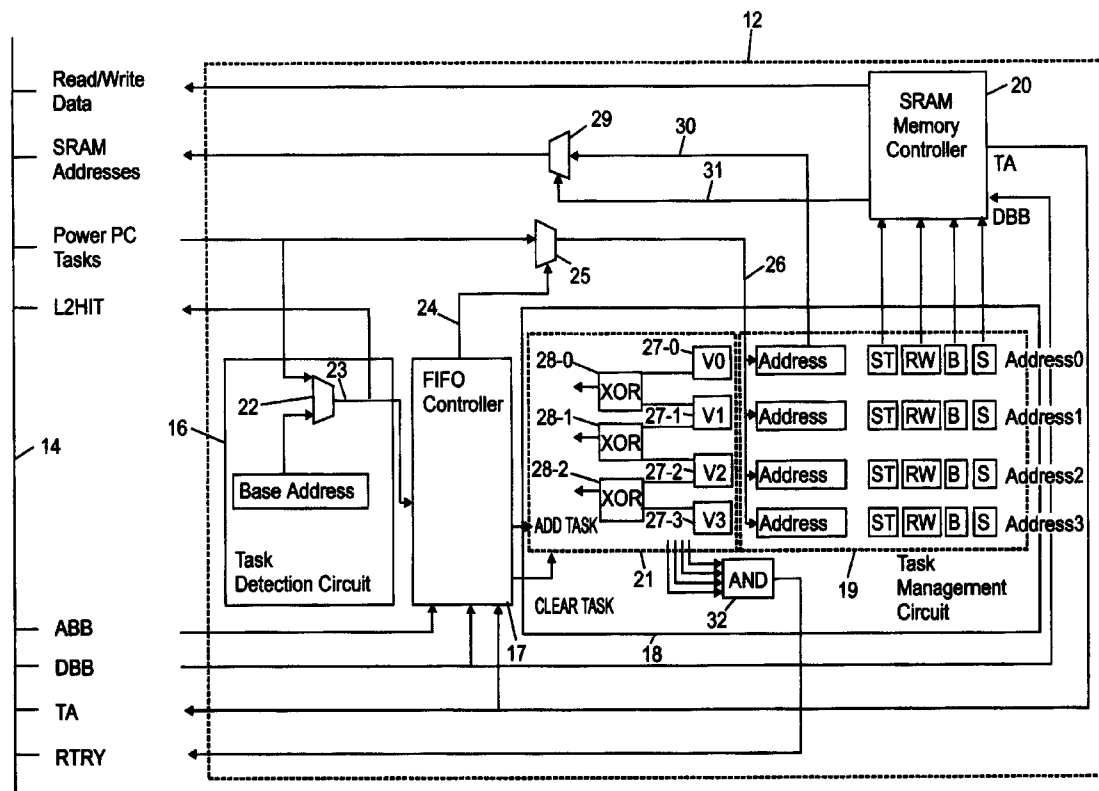 12
Read/Write
Data
29
30
SRAM
Memory
Controller
20
SRAM
Addresses
31
TA
DBB
Power PC
Tasks
25
26
L2HIT
24
27-0
V0
Address
ST
RW
B
S
Address0
28-0
XOR
FIFO
Controller
23
22
16
27-1
V1
Address
ST
RW
B
S
Address1
28-1
XOR
14
27-2
V2
Address
ST
RW
B
S
Address2
28-2
XOR
Base Address
27-3
V3
Address
ST
RW
B
S
Address3
ADD TASK
Task
Detection Circuit
21
AND
32
19
Task
Management
Circuit
CLEAR TASK
ABB
17
18
DBB
TA
RTRY